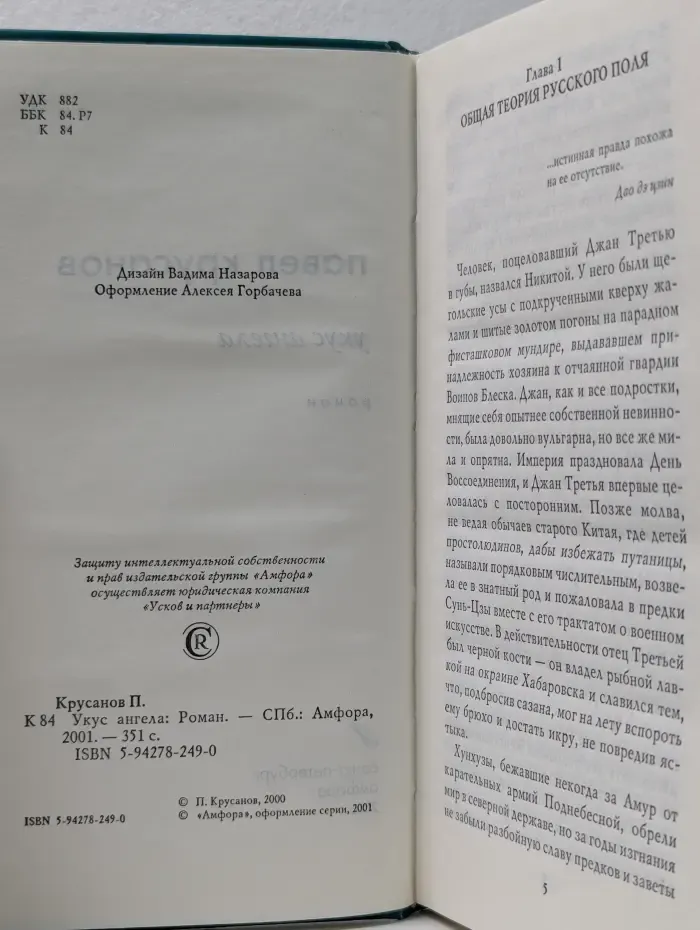 УДК 882
ББК 84.Р7
К 84
Дизайн Вадима Назарова
Оформление Алексея Горбачева
Защиту интеллектуальной собственности
и прав издательской группы «Амфора»
осуществляет юридическая компания
«Усков и партнеры»
Крусанов П.
К 84 Укус ангела: Роман. — СПб.: Амфора,
2001. — 351 с.
ISBN 5-94278-249-0
ISBN 5-94278-249-0
© П. Крусанов, 2000
© «Амфора», оформление серии, 2001
Глава 1
ОБЩАЯ ТЕОРИЯ РУССКОГО ПОЛЯ
...истинная правда похожа
на ее отсутствие.
Дао дэ цзин
Человек, поцеловавший Джан Третью
в губы, назвался Никитой. У него были ще-
гольские усы с подкрученными кверху жа-
лами и шитые золотом погоны на парадном
фисташковом мундире, выдававшем при-
надлежность хозяина к отчаянной гвардии
Воинов Блеска. Джан, как и все подростки,
мнящие себя опытнее собственной невинно-
сти, была довольно вульгарна, но все же ми-
ла и опрятна. Империя праздновала День
Воссоединения, и Джан Третья впервые це-
ловалась с посторонним. Позже молва,
не ведая обычаев старого Китая, где детей
простолюдинов, дабы избежать путаницы,
называли порядковым числительным, возве-
ла ее в знатный род и пожаловала в предки
Сунь-Цзы вместе с его трактатом о военном
искусстве. В действительности отец Третьей
был черной кости — он владел рыбной лав-
кой на окраине Хабаровска и славился тем,
что, подбросив сазана, мог на лету вспороть
ему брюхо и достать икру, не повредив яс-
тыка.
Хунхузы, бежавшие некогда за Амур от
карательных армий Поднебесной, обрели
мир в северной державе, но за годы изгнания
не забыли разбойную славу предков и заветы
5